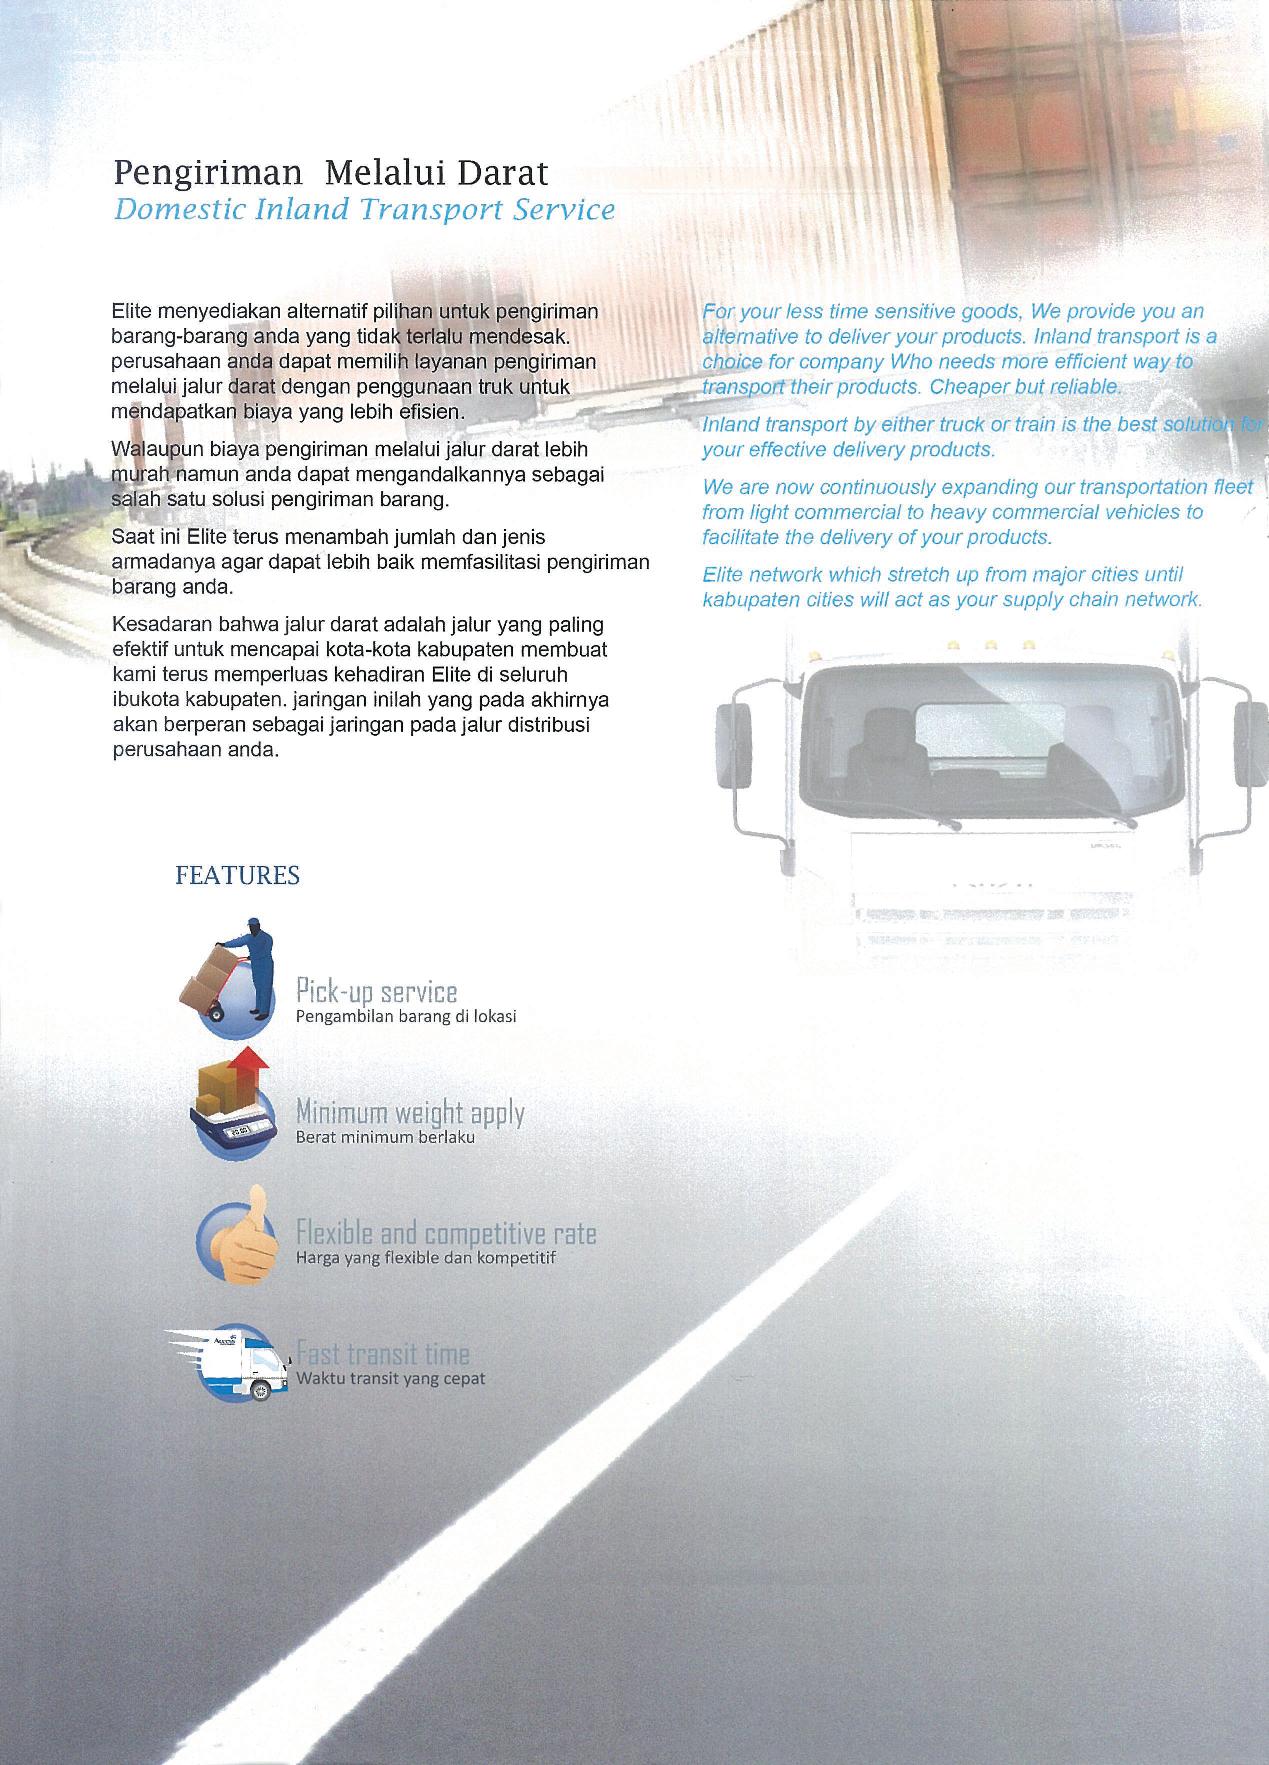 Pengiriman Melalui Darat
Domestic Inland Transport Service
Elite menyediakan alternatif pilihan untuk pengiriman
barang-barang anda yang tidak terlalu mendesak.
perusahaan anda dapat memilih layanan pengiriman
melalui jalur darat dengan penggunaan truk untuk
mendapatkan biaya yang lebih efisien.
Walaupun biaya pengiriman melalui jalur darat lebih
murah namun anda dapat mengandalkannya sebagai
salah satu solusi pengiriman barang.
Saat ini Elite terus menambah jumlah dan jenis
armadanya agar dapat lebih baik memfasilitasi pengiriman
barang anda.
Kesadaran bahwa jalur darat adalah jalur yang paling
efektif untuk mencapai kota-kota kabupaten membuat
kami terus memperluas kehadiran Elite di seluruh
ibukota kabupaten. jaringan inilah yang pada akhirnya
akan berperan sebagai jaringan pada jalur distribusi
perusahaan anda.
For your less time sensitive goods, We provide you an
alternative to deliver your products. Inland transport is a
choice for company Who needs more efficient way to
transport their products. Cheaper but reliable.
Inland transport by either truck or train is the best solution for
your effective delivery products.
We are now continuously expanding our transportation fleet
from light commercial to heavy commercial vehicles to
facilitate the delivery of your products.
Elite network which stretch up from major cities until
kabupaten cities will act as your supply chain network.
FEATURES
Pick-up service
Pengambilan barang di lokasi
Minimum weight apply
Berat minimum berlaku
Flexible and competitive rate
Harga yang flexible dan kompetitif
Fast transit time
Waktu transit yang cepat